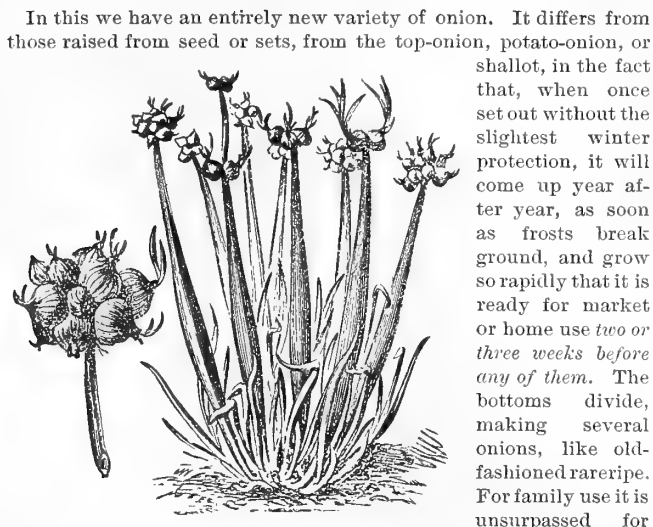 In this we have an entirely new variety of onion. It differs from
those raised from seed or sets, from the top-onion, potato-onion, or
shallot, in the fact
that, when once
set out without the
slightest winter
protection, it will
come up year af-
ter year, as soon
as frosts break
ground, and grow
so rapidly that it is
ready for market
or home use two or
three weeks before
any of them. The
bottoms divide,
making several
onions, like old-
fashioned rareripe.
For family use it is
unsurpassed for